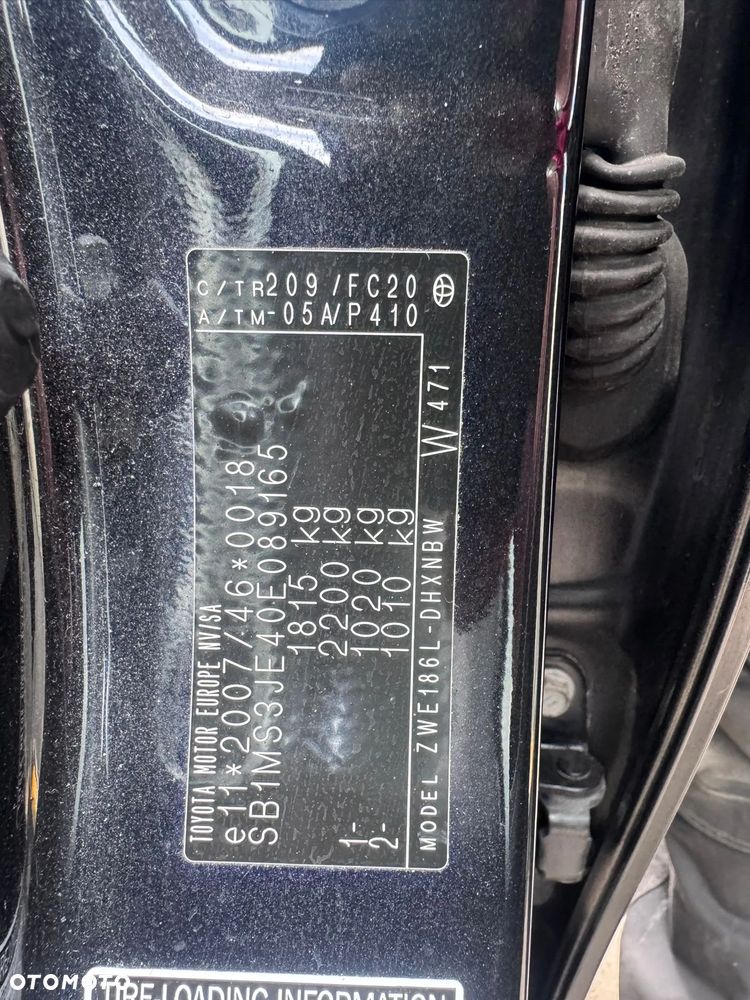 TOYOTA MOTOR EUROPE NV/SA
e11*2007/46*0018
SB1MS3JE40E089165
1815 kg
2200 kg
1- 1020 kg
2- 1010 kg
MODEL ZWE186L-DHXNBW W 471
C/TR209/FC20
A/TM-05A/P410
TIRE LOADING INFORMATION
OTOMOTO